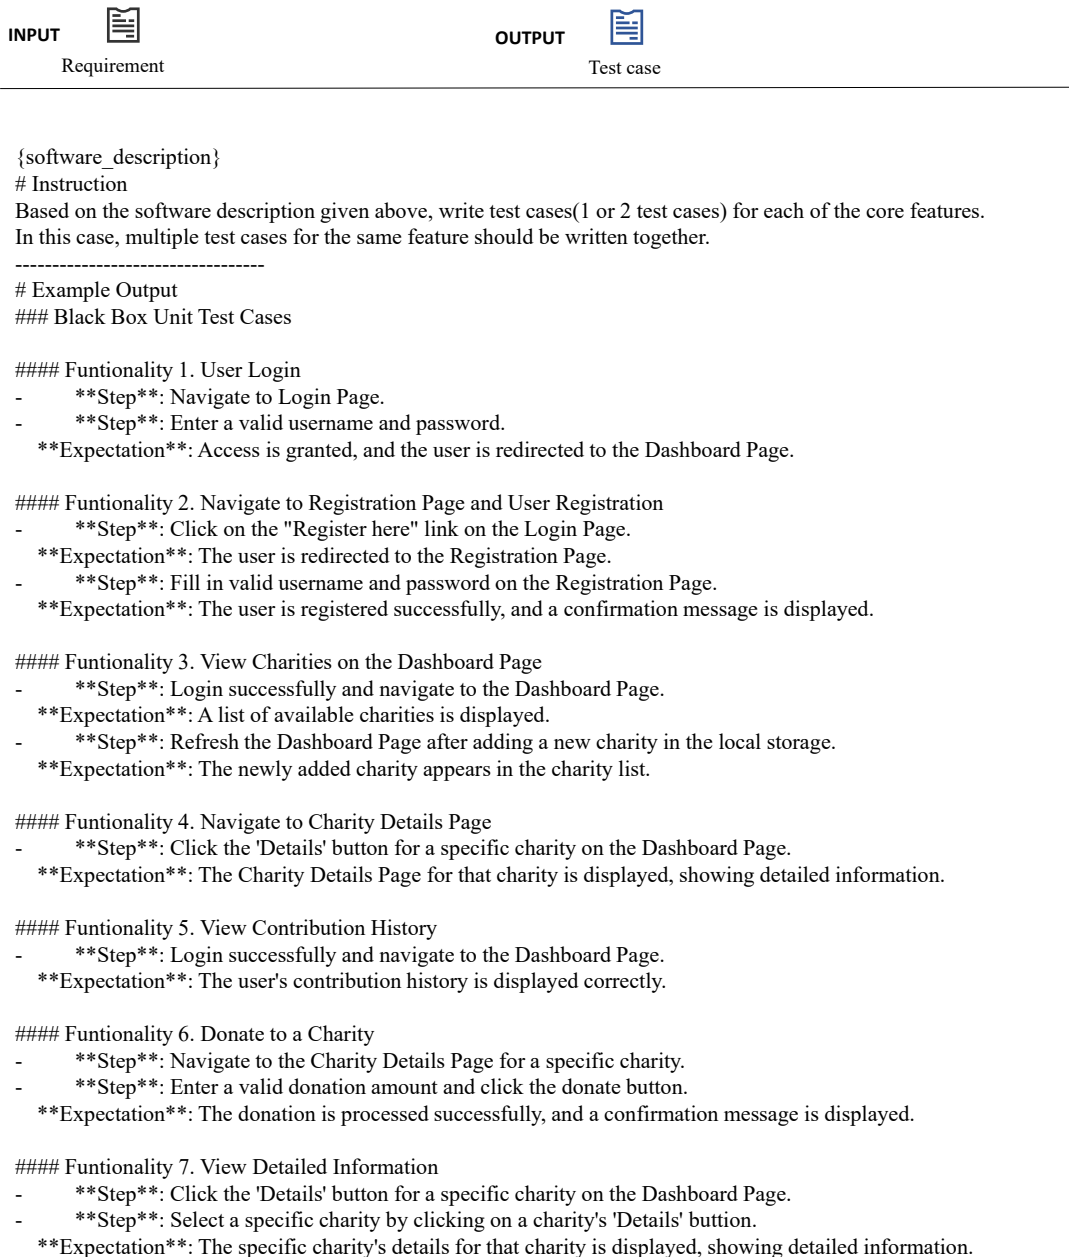 INPUT
Requirement
OUTPUT
Test case
{software_description}
# Instruction
Based on the software description given above, write test cases(1 or 2 test cases) for each of the core features.
In this case, multiple test cases for the same feature should be written together.
----------------------------------
# Example Output
### Black Box Unit Test Cases
#### Funtionality 1. User Login
- **Step**: Navigate to Login Page.
- **Step**: Enter a valid username and password.
**Expectation**: Access is granted, and the user is redirected to the Dashboard Page.
#### Funtionality 2. Navigate to Registration Page and User Registration
- **Step**: Click on the "Register here" link on the Login Page.
**Expectation**: The user is redirected to the Registration Page.
- **Step**: Fill in valid username and password on the Registration Page.
**Expectation**: The user is registered successfully, and a confirmation message is displayed.
#### Funtionality 3. View Charities on the Dashboard Page
- **Step**: Login successfully and navigate to the Dashboard Page.
**Expectation**: A list of available charities is displayed.
- **Step**: Refresh the Dashboard Page after adding a new charity in the local storage.
**Expectation**: The newly added charity appears in the charity list.
#### Funtionality 4. Navigate to Charity Details Page
- **Step**: Click the 'Details' button for a specific charity on the Dashboard Page.
**Expectation**: The Charity Details Page for that charity is displayed, showing detailed information.
#### Funtionality 5. View Contribution History
- **Step**: Login successfully and navigate to the Dashboard Page.
**Expectation**: The user's contribution history is displayed correctly.
#### Funtionality 6. Donate to a Charity
- **Step**: Navigate to the Charity Details Page for a specific charity.
- **Step**: Enter a valid donation amount and click the donate button.
**Expectation**: The donation is processed successfully, and a confirmation message is displayed.
#### Funtionality 7. View Detailed Information
- **Step**: Click the 'Details' button for a specific charity on the Dashboard Page.
- **Step**: Select a specific charity by clicking on a charity's 'Details' buttion.
**Expectation**: The specific charity's details for that charity is displayed, showing detailed information.